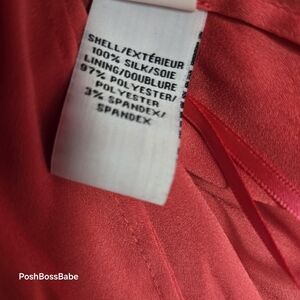 SHELL/EXTÉRIEUR
100% SILK/SOIE
LINING/DOUBLURE
97% POLYESTER/
POLYESTER
3% SPANDEX/
SPANDEX
PoshBossBabe